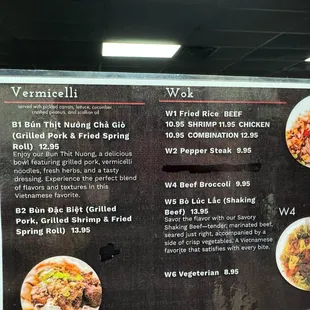 Vermicelli
served with pickled carrots, lettuce, cucumber
crushed peanuts, and scallion oil
B1 Bún Thịt Nướng Chả Giò
(Grilled Pork & Fried Spring
Roll) 12.95
Enjoy our Bun Thit Nuong, a delicious
bowl featuring grilled pork, vermicelli
noodles, fresh herbs, and a tasty
dressing. Experience the perfect blend
of flavors and textures in this
Vietnamese favorite.
B2 Bún Đặc Biệt (Grilled
Pork, Grilled Shrimp & Fried
Spring Roll) 13.95
Wok
W1 Fried Rice BEEF
10.95 SHRIMP 11.95 CHICKEN
10.95 COMBINATION 12.95
W2 Pepper Steak 9.95
W4 Beef Broccoli 9.95
W5 Bò Lúc Lắc (Shaking
Beef) 13.95
Savor the flavor with our Savory
Shaking Beef—tender, marinated beef,
seared just right, accompanied by a
side of crisp vegetables. A Vietnamese
favorite that satisfies with every bite.
W6 Vegeterian 8.95
W4